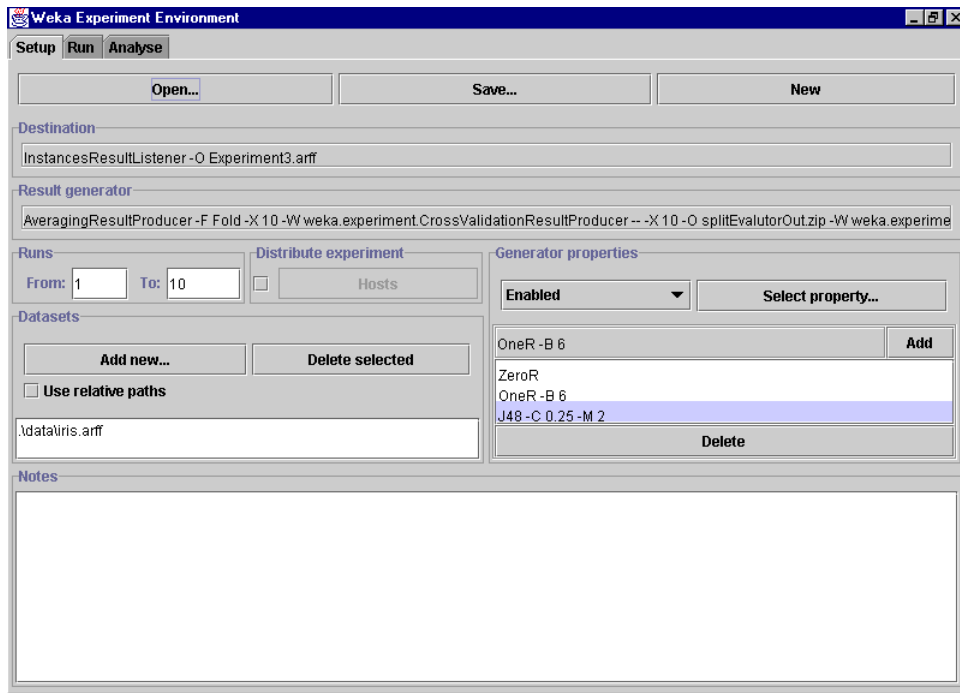 Weka Experiment Environment
Setup Run Analyse
Open... Save... New
Destination
InstancesResultListener -O Experiment3.arff
Result generator
AveragingResultProducer -F Fold -X 10 -W weka.experiment.CrossValidationResultProducer -- -X 10 -O splitEvalutorOut.zip -W weka.experime
Runs
From: 1 To: 10
Distribute experiment
Hosts
Generator properties
Enabled Select property...
Datasets
Add new... Delete selected
Use relative paths
.\data\iris.arff
OneR -B 6 Add
ZeroR
OneR -B 6
J48 -C 0.25 -M 2
Delete
Notes